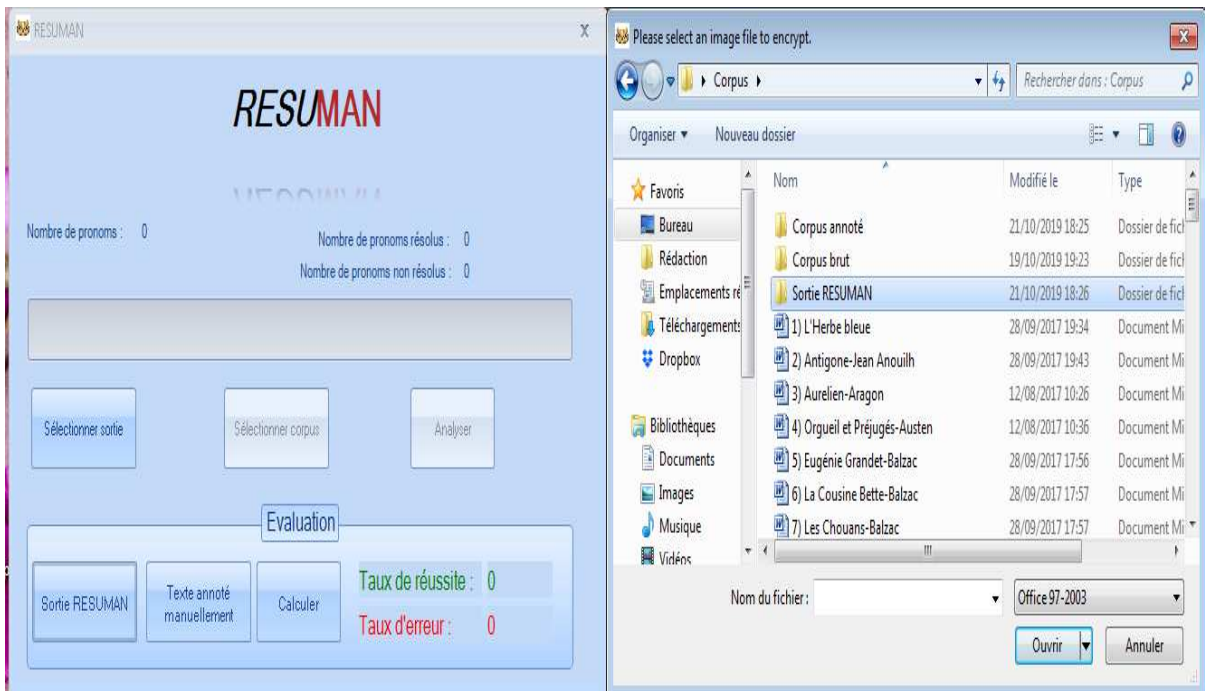 RESUMAN
X
RESUMAN
Nombre de pronoms : 0
Nombre de pronoms résolus : 0
Nombre de pronoms non résolus : 0
Sélectionner sortie
Sélectionner corpus
Analyser
Evaluation
Sortie RESUMAN
Texte annoté
manuellement
Calculer
Taux de réussite : 0
Taux d'erreur : 0
Please select an image file to encrypt.
Corpus
Rechercher dans : Corpus
Organiser
Nouveau dossier
Favoris
Bureau
Rédaction
Emplacements ré
Téléchargements
Dropbox
Bibliothèques
Documents
Images
Musique
Vidéos
Nom Modifié le Type
Corpus annoté 21/10/2019 18:25 Dossier de fich
Corpus brut 19/10/2019 19:23 Dossier de fich
Sortie RESUMAN 21/10/2019 18:26 Dossier de fich
1) L'Herbe bleue 28/09/2017 19:34 Document Mi
2) Antigone-Jean Anouilh 28/09/2017 19:43 Document Mi
3) Aurelien-Aragon 12/08/2017 10:26 Document Mi
4) Orgueil et Préjugés-Austen 12/08/2017 10:36 Document Mi
5) Eugénie Grandet-Balzac 28/09/2017 17:56 Document Mi
6) La Cousine Bette-Balzac 28/09/2017 17:57 Document Mi
7) Les Chouans-Balzac 28/09/2017 17:57 Document Mi
Nom du fichier :
Office 97-2003
Ouvrir
Annuler